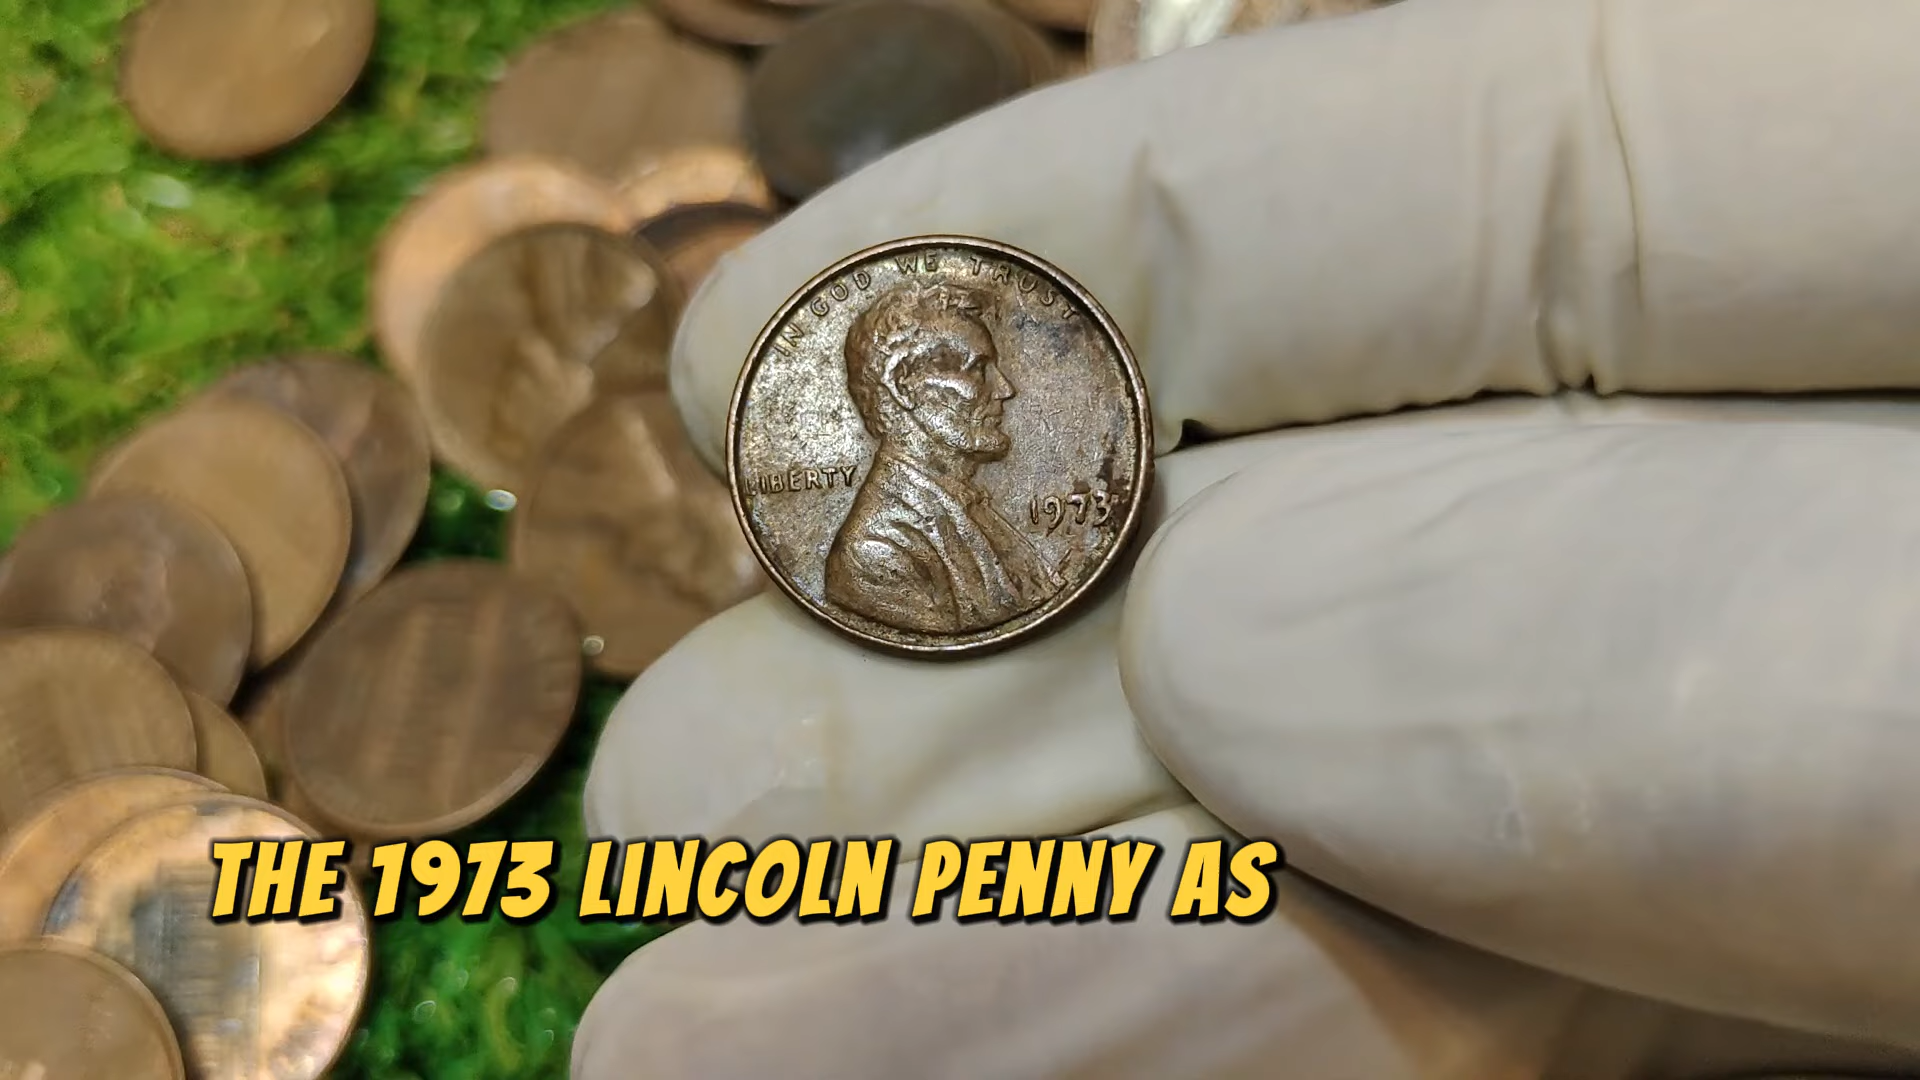 IN GOD WE TRUST
LIBERTY
1973
THE 1973 LINCOLN PENNY AS